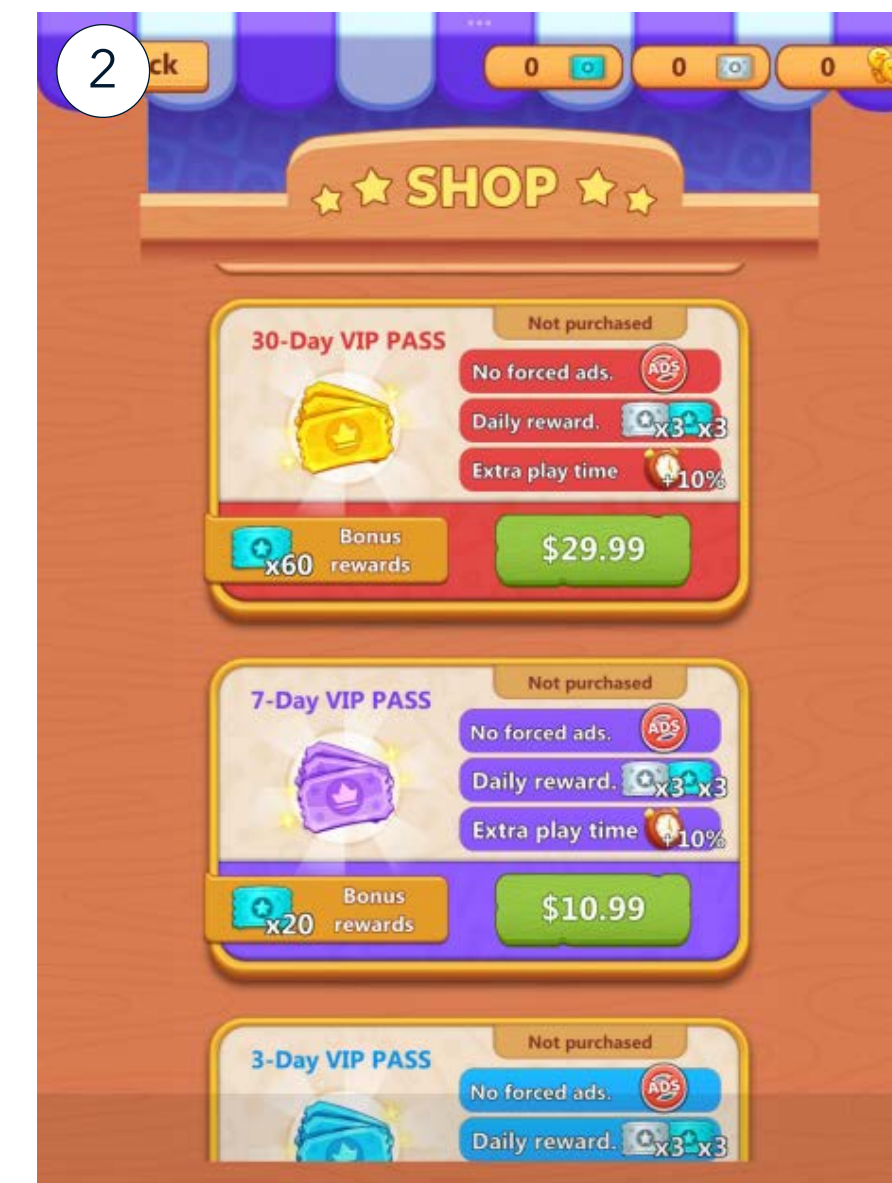 2
ck
0 0 0
SHOP
30-Day VIP PASS
Not purchased
No forced ads. ADS
Daily reward. x3 x3
Extra play time +10%
x60 Bonus rewards
$29.99
7-Day VIP PASS
Not purchased
No forced ads. ADS
Daily reward. x3 x3
Extra play time +10%
x20 Bonus rewards
$10.99
3-Day VIP PASS
Not purchased
No forced ads. ADS
Daily reward. x3 x3